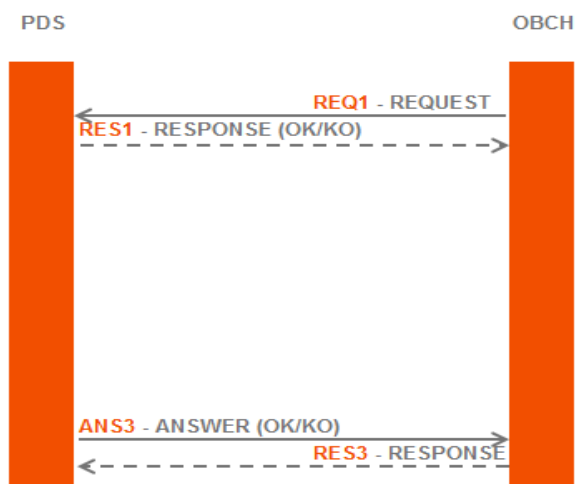 PDS OBCH
REQ1 - REQUEST
RES1 - RESPONSE (OK/KO)
ANS3 - ANSWER (OK/KO)
RES3 - RESPONSE